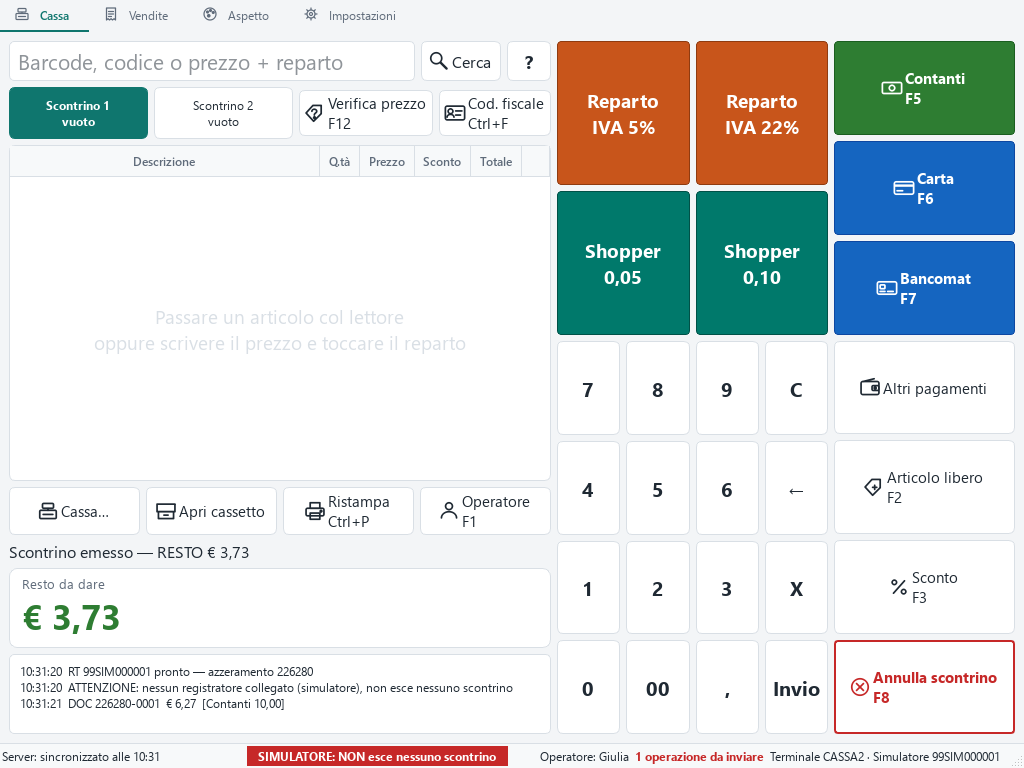 Cassa
Vendite
Aspetto
Impostazioni
Barcode, codice o prezzo + reparto
Cerca
?
Scontrino 1
vuoto
Scontrino 2
vuoto
Verifica prezzo
F12
Cod. fiscale
Ctrl+F
Descrizione
Q.tà
Prezzo
Sconto
Totale
Passare un articolo col lettore
oppure scrivere il prezzo e toccare il reparto
Cassa...
Apri cassetto
Ristampa
Ctrl+P
Operatore
F1
Scontrino emesso — RESTO € 3,73
Resto da dare
€ 3,73
10:31:20 RT 99SIM000001 pronto — azzeramento 226280
10:31:20 ATTENZIONE: nessun registratore collegato (simulatore), non esce nessuno scontrino
10:31:21 DOC 226280-0001 € 6,27 [Contanti 10,00]
Reparto
IVA 5%
Reparto
IVA 22%
Shopper
0,05
Shopper
0,10
7
8
9
C
4
5
6
←
1
2
3
X
0
00
,
Invio
Contanti
F5
Carta
F6
Bancomat
F7
Altri pagamenti
Articolo libero
F2
Sconto
F3
Annulla scontrino
F8
Server: sincronizzato alle 10:31
SIMULATORE: NON esce nessuno scontrino
Operatore: Giulia
1 operazione da inviare
Terminale CASSA2 · Simulatore 99SIM000001